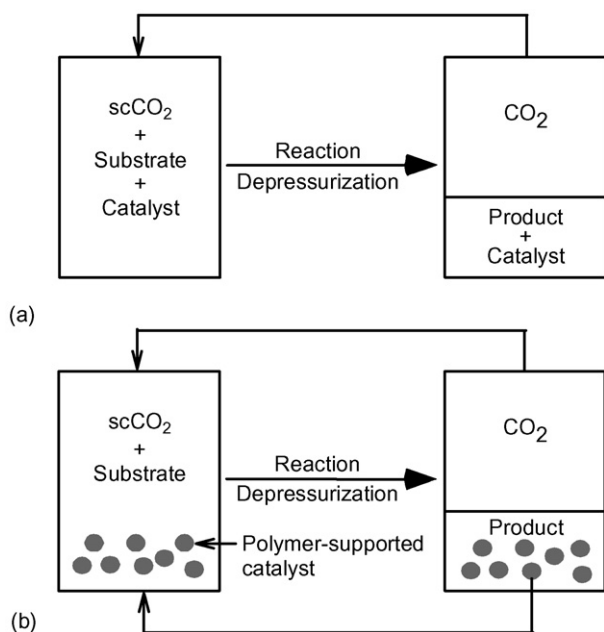 scCO₂
+
Substrate
+
Catalyst
Reaction
Depressurization
CO₂
Product
+
Catalyst
(a)
scCO₂
+
Substrate
Reaction
Depressurization
CO₂
Product
Polymer-supported
catalyst
(b)